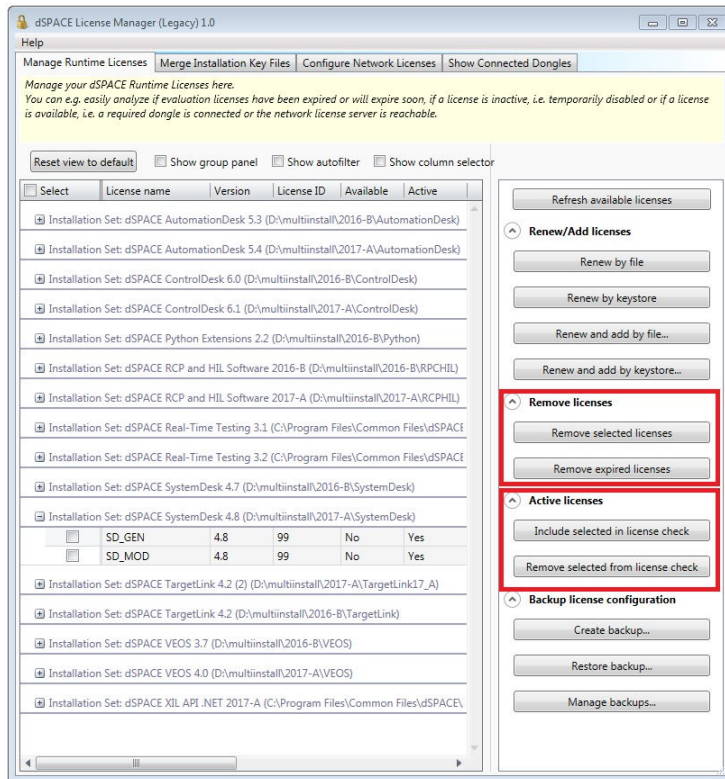 dSPACE License Manager (Legacy) 1.0
Help
Manage Runtime Licenses Merge Installation Key Files Configure Network Licenses Show Connected Dongles
Manage your dSPACE Runtime Licenses here.
You can e.g. easily analyze if evaluation licenses have been expired or will expire soon, if a license is inactive, i.e. temporarily disabled or if a license
is available, i.e. a required dongle is connected or the network license server is reachable.
Reset view to default Show group panel Show autofilter Show column selector
Select License name Version License ID Available Active
Installation Set: dSPACE AutomationDesk 5.3 (D:\multiinstall\2016-B\AutomationDesk)
Installation Set: dSPACE AutomationDesk 5.4 (D:\multiinstall\2017-A\AutomationDesk)
Installation Set: dSPACE ControlDesk 6.0 (D:\multiinstall\2016-B\ControlDesk)
Installation Set: dSPACE ControlDesk 6.1 (D:\multiinstall\2017-A\ControlDesk)
Installation Set: dSPACE Python Extensions 2.2 (D:\multiinstall\2016-B\Python)
Installation Set: dSPACE RCP and HIL Software 2016-B (D:\multiinstall\2016-B\RPCHIL)
Installation Set: dSPACE RCP and HIL Software 2017-A (D:\multiinstall\2017-A\RCPHIL)
Installation Set: dSPACE Real-Time Testing 3.1 (C:\Program Files\Common Files\dSPACE
Installation Set: dSPACE Real-Time Testing 3.2 (C:\Program Files\Common Files\dSPACE
Installation Set: dSPACE SystemDesk 4.7 (D:\multiinstall\2016-B\SystemDesk)
Installation Set: dSPACE SystemDesk 4.8 (D:\multiinstall\2017-A\SystemDesk)
SD_GEN 4.8 99 No Yes
SD_MOD 4.8 99 No Yes
Installation Set: dSPACE TargetLink 4.2 (2) (D:\multiinstall\2017-A\TargetLink17_A)
Installation Set: dSPACE TargetLink 4.2 (D:\multiinstall\2016-B\TargetLink)
Installation Set: dSPACE VEOS 3.7 (D:\multiinstall\2016-B\VEOS)
Installation Set: dSPACE VEOS 4.0 (D:\multiinstall\2017-A\VEOS)
Installation Set: dSPACE XIL API .NET 2017-A (C:\Program Files\Common Files\dSPACE\
Refresh available licenses
Renew/Add licenses
Renew by file
Renew by keystore
Renew and add by file...
Renew and add by keystore...
Remove licenses
Remove selected licenses
Remove expired licenses
Active licenses
Include selected in license check
Remove selected from license check
Backup license configuration
Create backup...
Restore backup...
Manage backups...